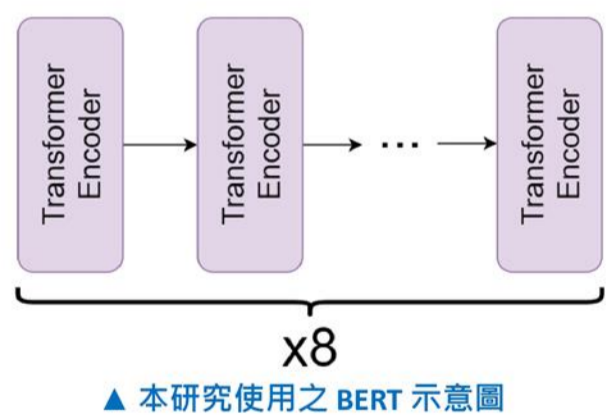 Transformer
Encoder
Transformer
Encoder
...
Transformer
Encoder
x8
▲ 本研究使用之 BERT 示意圖